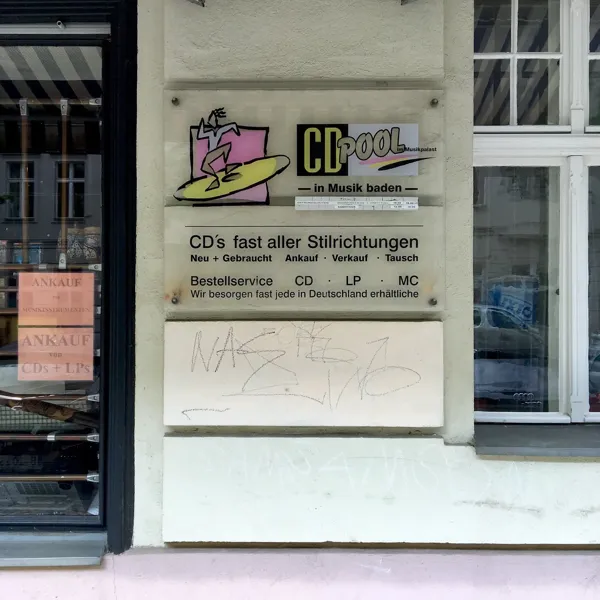 CD POOL
im Musikpalast
— in Musik baden —
CD's fast aller Stilrichtungen
Neu + Gebraucht Ankauf · Verkauf · Tausch
Bestellservice CD · LP · MC
Wir besorgen fast jede in Deutschland erhältliche
ANKAUF
ANKAUF
von
CDs + LPs